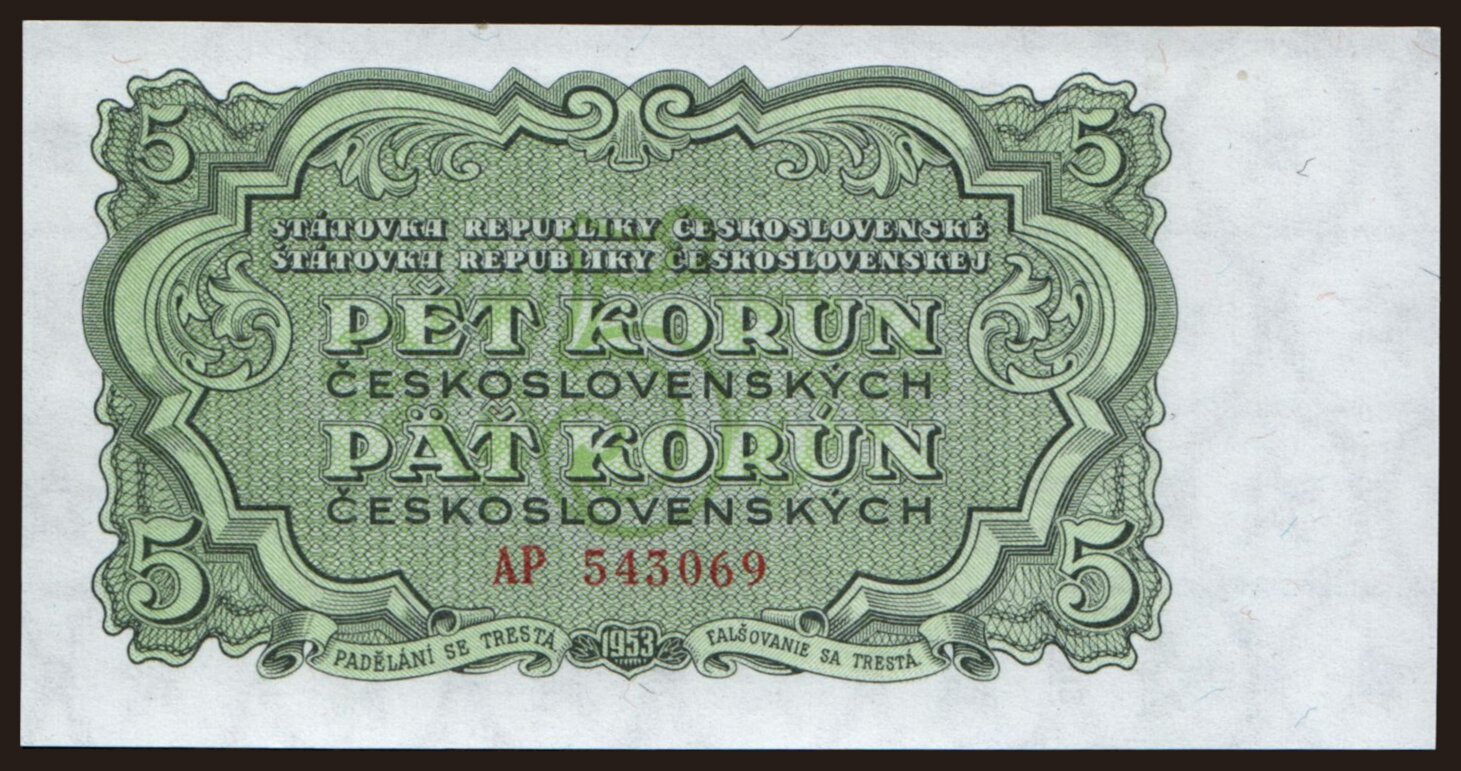 5 5
STÁTOVKA REPUBLIKY ČESKOSLOVENSKÉ
ŠTÁTOVKA REPUBLIKY ČESKOSLOVENSKEJ
PĚT KORUN
ČESKOSLOVENSKÝCH
PÄŤ KORÚN
ČESKOSLOVENSKÝCH
AP 543069
5 5
PADĚLÁNÍ SE TRESTÁ 1953 FALŠOVANIE SA TRESTÁ.